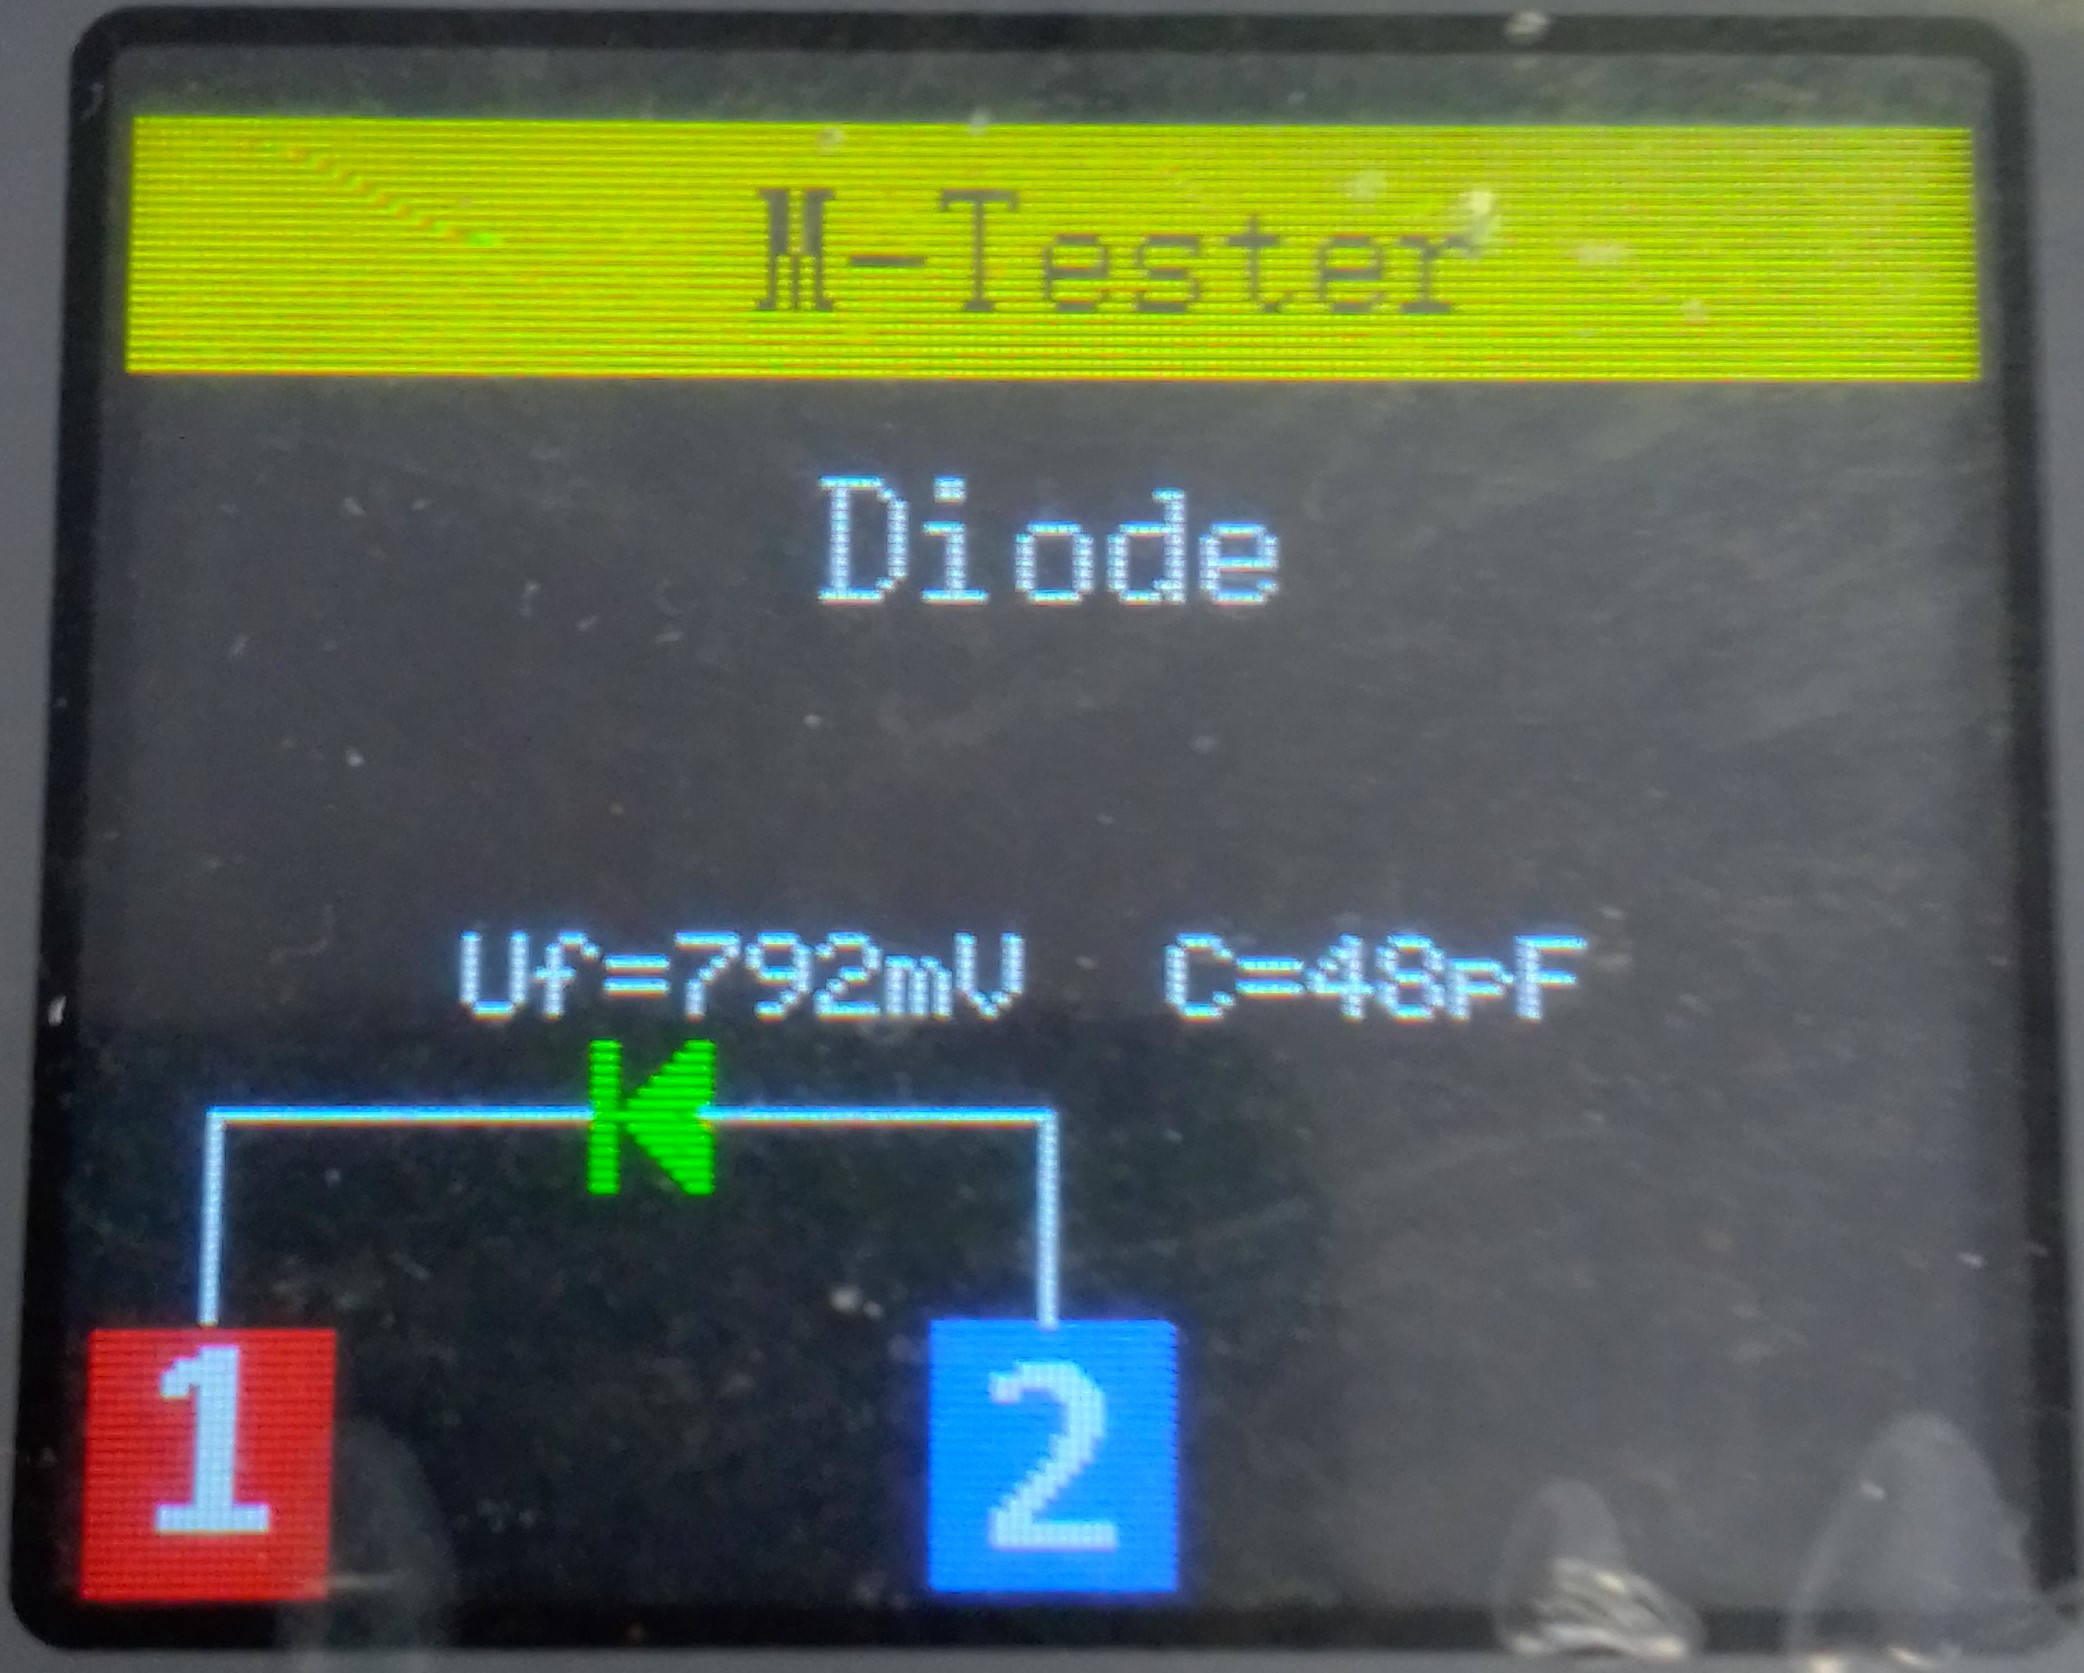 M-Tester
Diode
Uf=792mV C=48pF
1 2